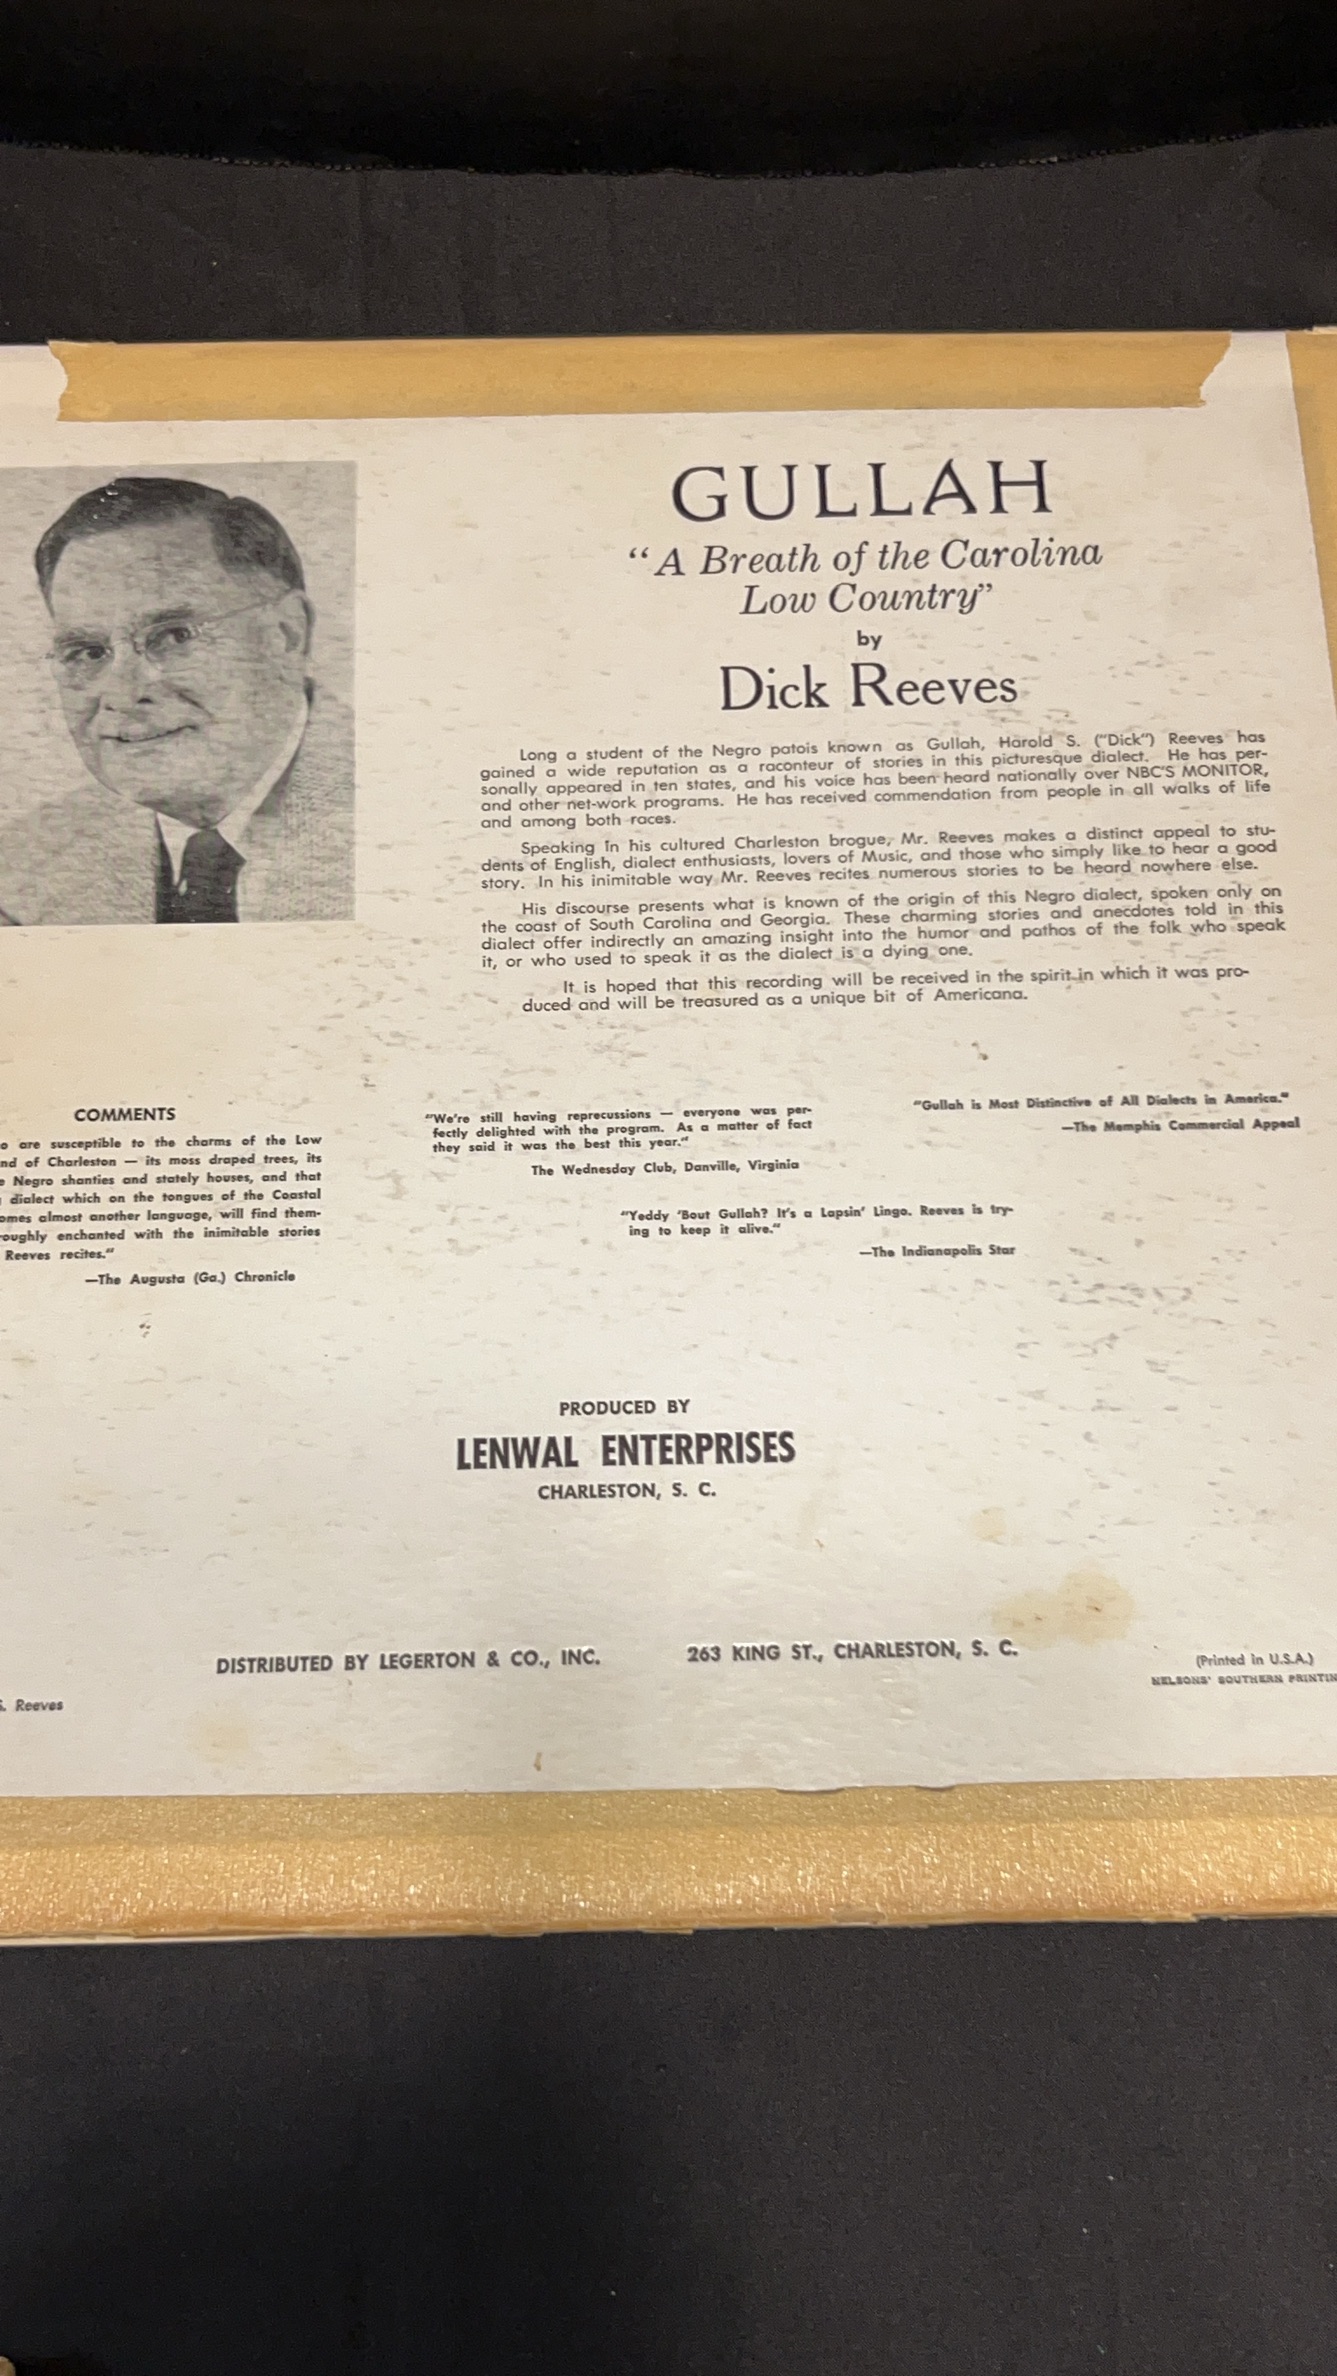 GULLAH
“A Breath of the Carolina
Low Country”
by
Dick Reeves
Long a student of the Negro patois known as Gullah, Harold S. ("Dick") Reeves has
gained a wide reputation as a raconteur of stories in this picturesque dialect. He has per-
sonally appeared in ten states, and his voice has been heard nationally over NBC'S MONITOR,
and other net-work programs. He has received commendation from people in all walks of life
and among both races.
Speaking in his cultured Charleston brogue, Mr. Reeves makes a distinct appeal to stu-
dents of English, dialect enthusiasts, lovers of Music, and those who simply like to hear a good
story. In his inimitable way Mr. Reeves recites numerous stories to be heard nowhere else.
His discourse presents what is known of the origin of this Negro dialect, spoken only on
the coast of South Carolina and Georgia. These charming stories and anecdotes told in this
dialect offer indirectly an amazing insight into the humor and pathos of the folk who speak
it, or who used to speak it as the dialect is a dying one.
It is hoped that this recording will be received in the spirit in which it was pro-
duced and will be treasured as a unique bit of Americana.
COMMENTS
are susceptible to the charms of the Low
of Charleston — its moss draped trees, its
Negro shanties and stately houses, and that
dialect which on the tongues of the Coastal
almost another language, will find them-
enchanted with the inimitable stories
Reeves recites."
—The Augusta (Ga.) Chronicle
"We're still having reprecussions — everyone was per-
fectly delighted with the program. As a matter of fact
they said it was the best this year."
The Wednesday Club, Danville, Virginia
"Gullah is Most Distinctive of All Dialects in America."
—The Memphis Commercial Appeal
"Yeddy 'Bout Gullah? It's a Lapsin' Lingo. Reeves is try-
ing to keep it alive."
—The Indianapolis Star
PRODUCED BY
LENWAL ENTERPRISES
CHARLESTON, S. C.
DISTRIBUTED BY LEGERTON & CO., INC. 263 KING ST., CHARLESTON, S. C.
(Printed in U.S.A.)
NELSONS' SOUTHERN
S. Reeves